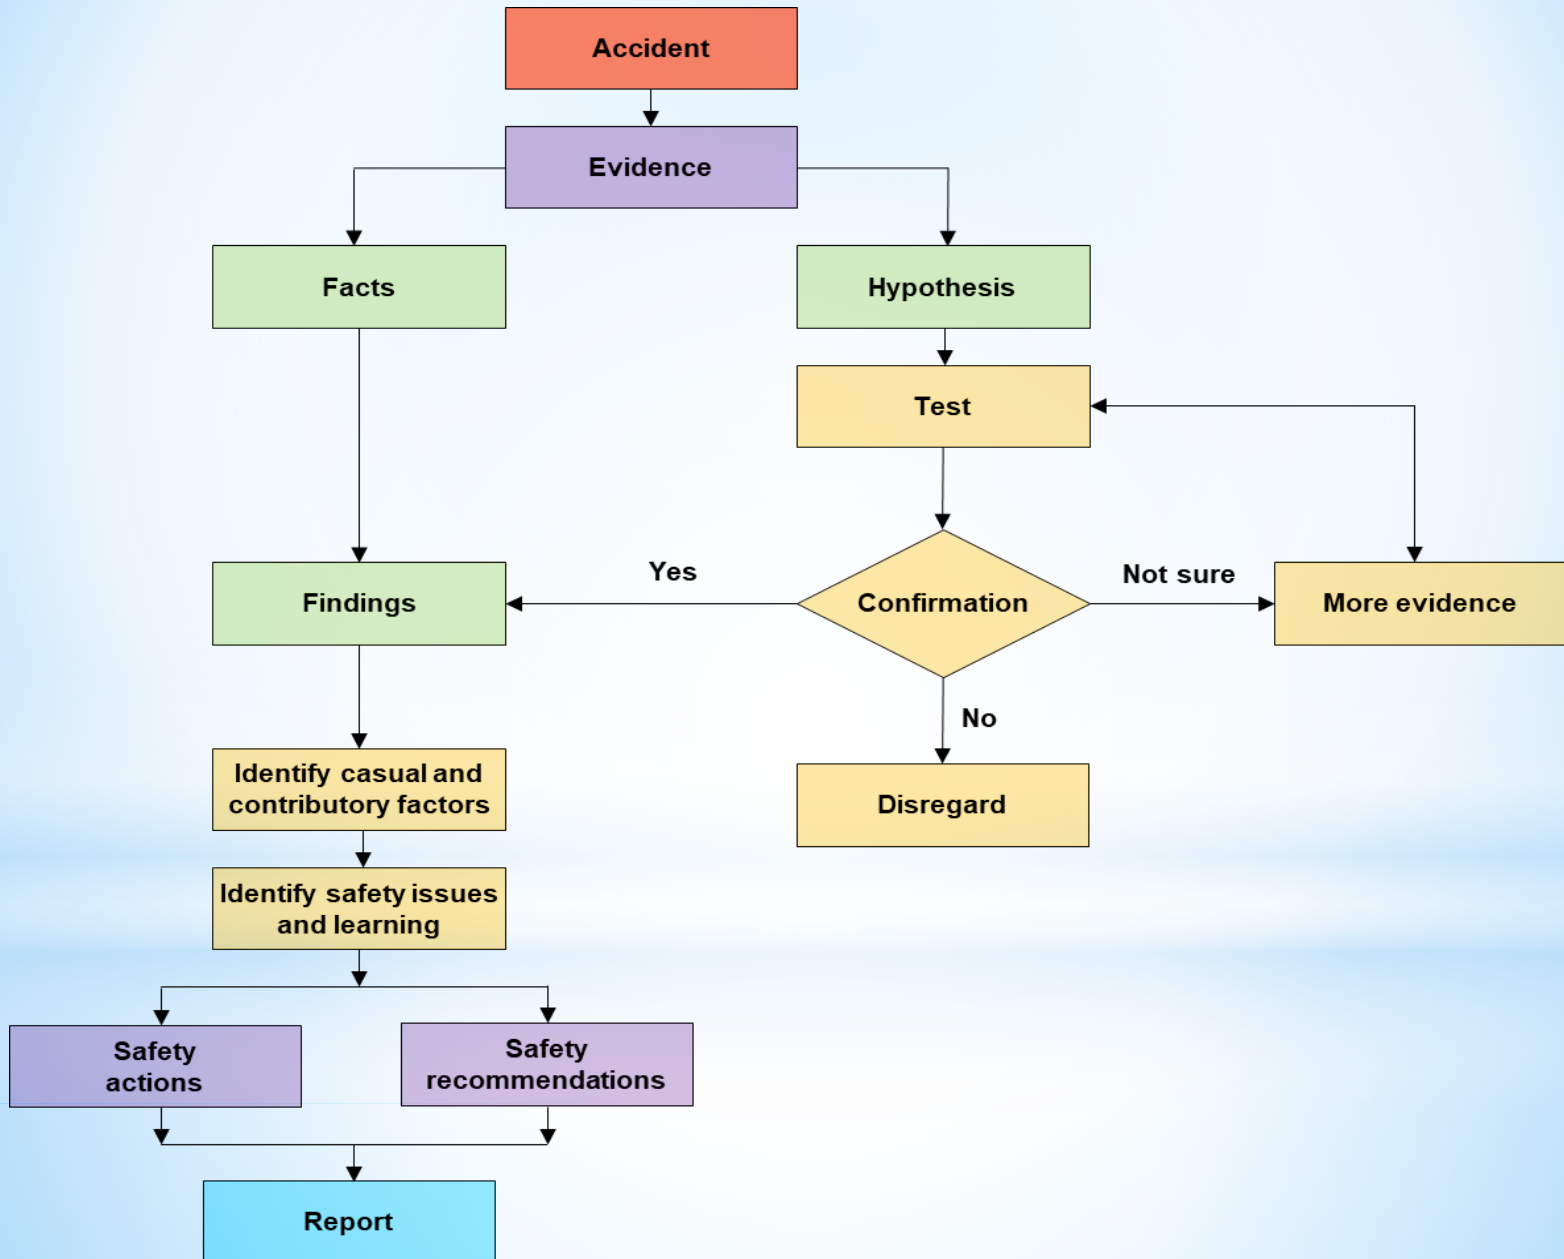 Accident
Evidence
Facts
Hypothesis
Test
Yes
Not sure
Findings
Confirmation
More evidence
No
Identify casual and
contributory factors
Disregard
Identify safety issues
and learning
Safety
actions
Safety
recommendations
Report